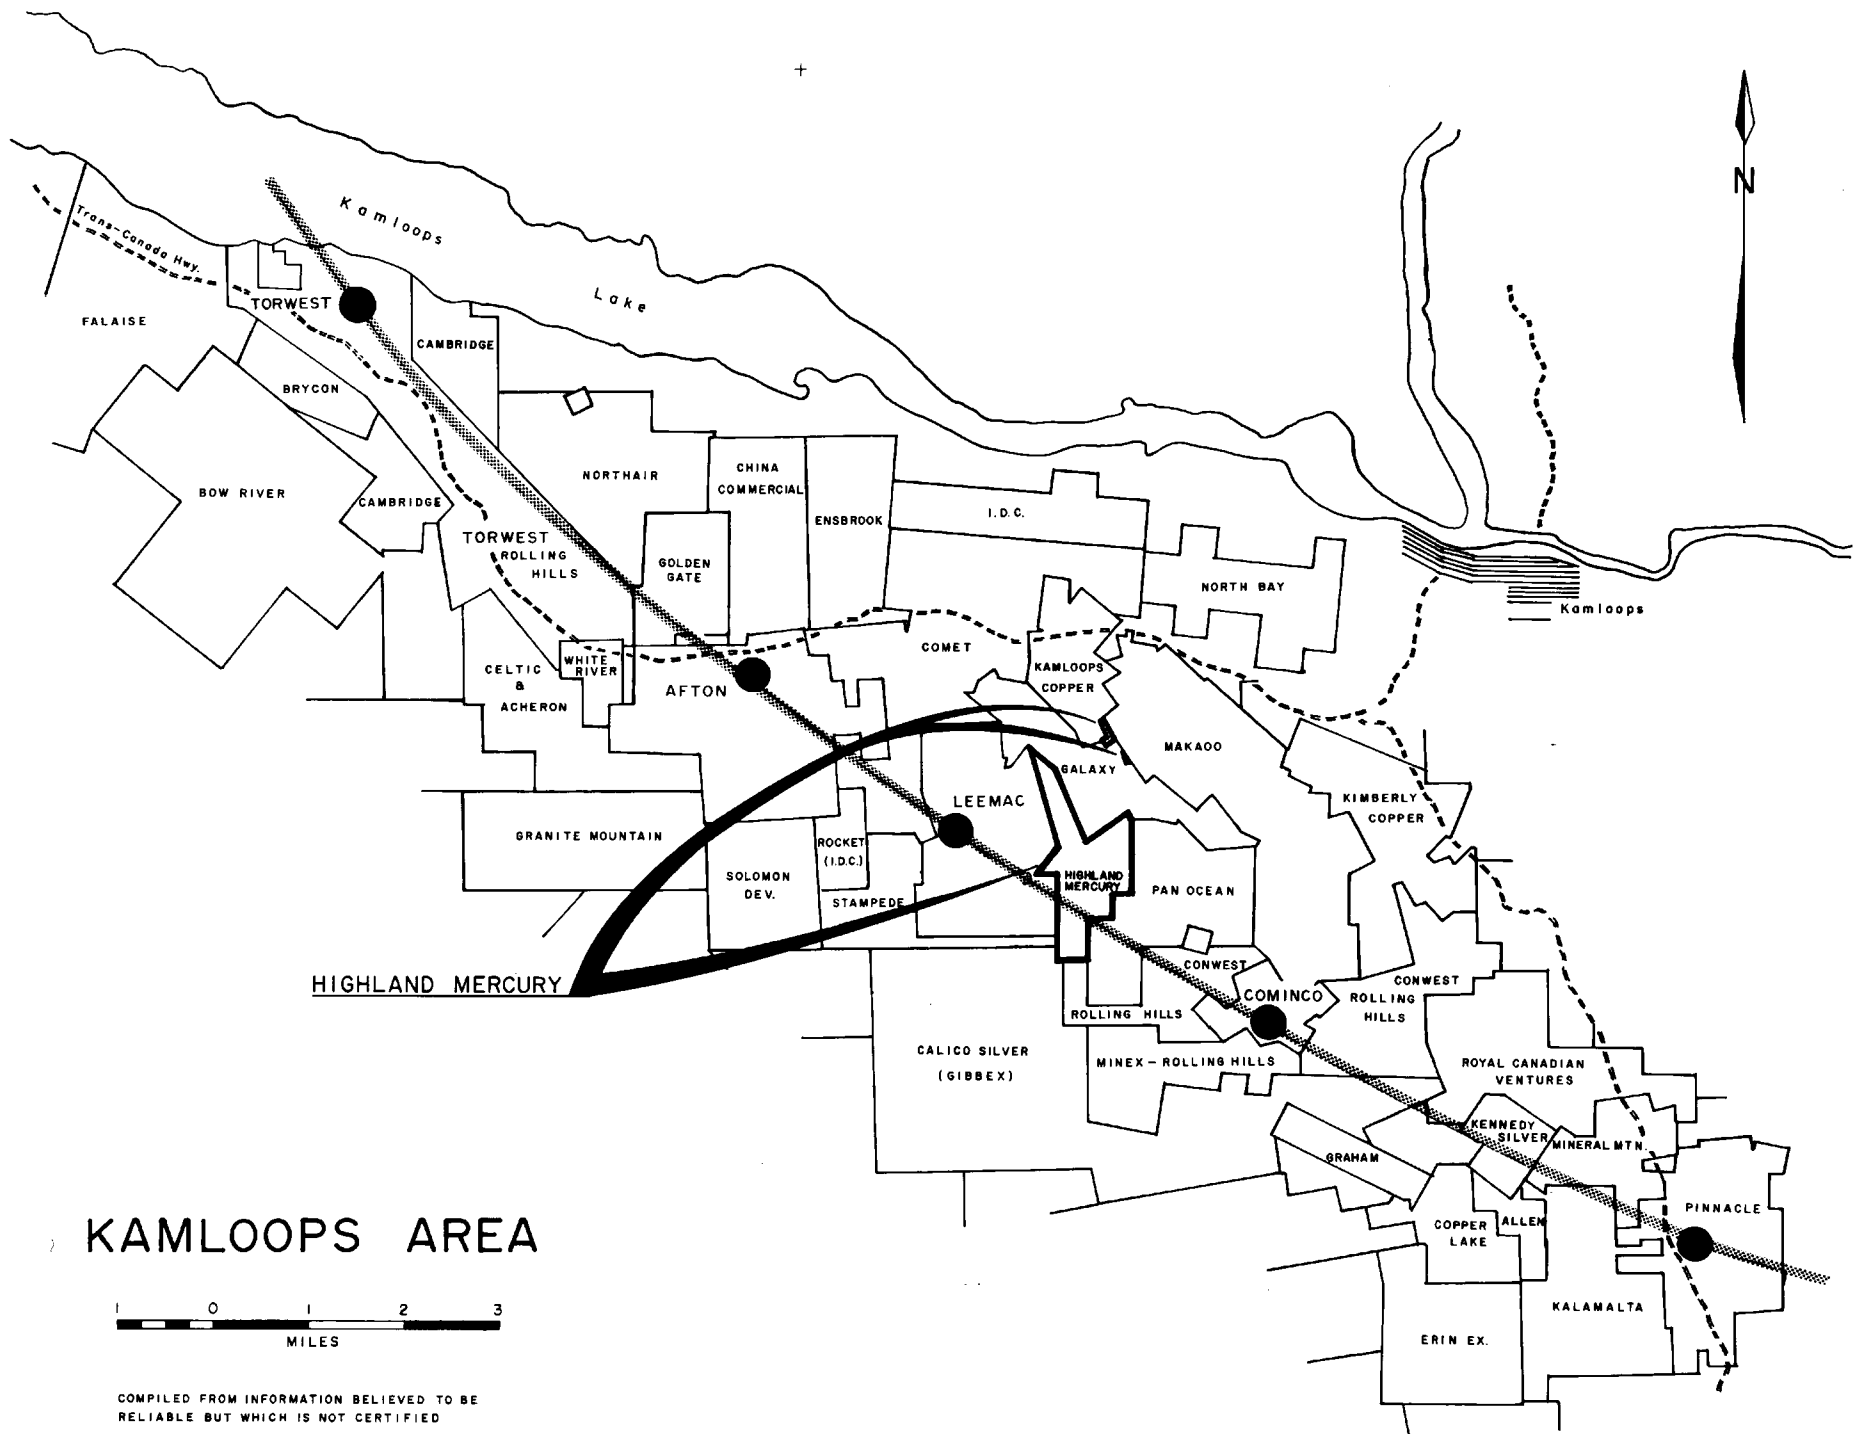 N
Kamloops
Lake
Trans-Canada Hwy.
TORWEST
FALAISE
CAMBRIDGE
BRYCON
BOW RIVER
CAMBRIDGE
NORTHAIR
CHINA
COMMERCIAL
ENSBROOK
I.D.C.
TORWEST
ROLLING
HILLS
GOLDEN
GATE
NORTH BAY
Kamloops
COMET
WHITE
RIVER
CELTIC
&
ACHERON
AFTON
KAMLOOPS
COPPER
MAKAOO
GALAXY
LEEMAC
KIMBERLY
COPPER
GRANITE MOUNTAIN
ROCKET
(I.D.C.)
SOLOMON
DEV.
STAMPEDE
HIGHLAND
MERCURY
PAN OCEAN
HIGHLAND MERCURY
CONWEST
COMINCO
CONWEST
ROLLING
HILLS
ROLLING HILLS
CALICO SILVER
(GIBBEX)
MINEX-ROLLING HILLS
ROYAL CANADIAN
VENTURES
KENNEDY
SILVER
MINERAL MTN.
GRAHAM
PINNACLE
COPPER
LAKE
ALLEN
KALAMALTA
ERIN EX.
KAMLOOPS AREA
1 0 1 2 3
MILES
COMPILED FROM INFORMATION BELIEVED TO BE
RELIABLE BUT WHICH IS NOT CERTIFIED